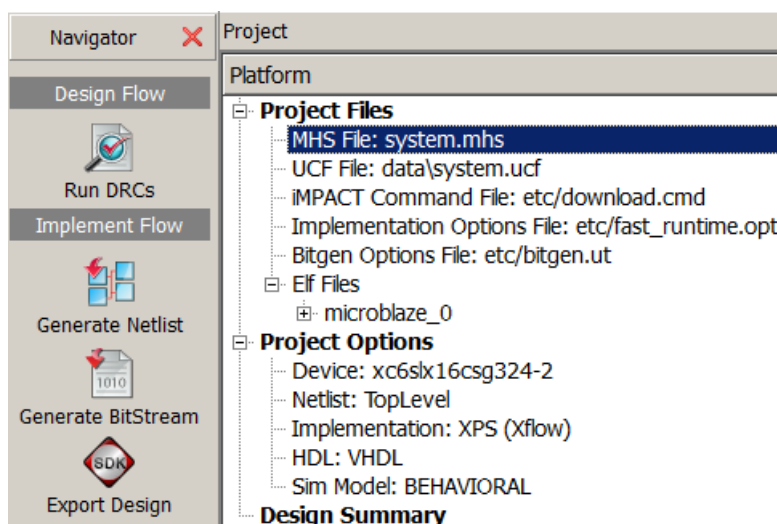 Navigator
Design Flow
Run DRCs
Implement Flow
Generate Netlist
1010
Generate BitStream
SDK
Export Design
Project
Platform
Project Files
MHS File: system.mhs
UCF File: data\system.ucf
iMPACT Command File: etc/download.cmd
Implementation Options File: etc/fast_runtime.opt
Bitgen Options File: etc/bitgen.ut
Elf Files
microblaze_0
Project Options
Device: xc6slx16csg324-2
Netlist: TopLevel
Implementation: XPS (Xflow)
HDL: VHDL
Sim Model: BEHAVIORAL
Design Summary